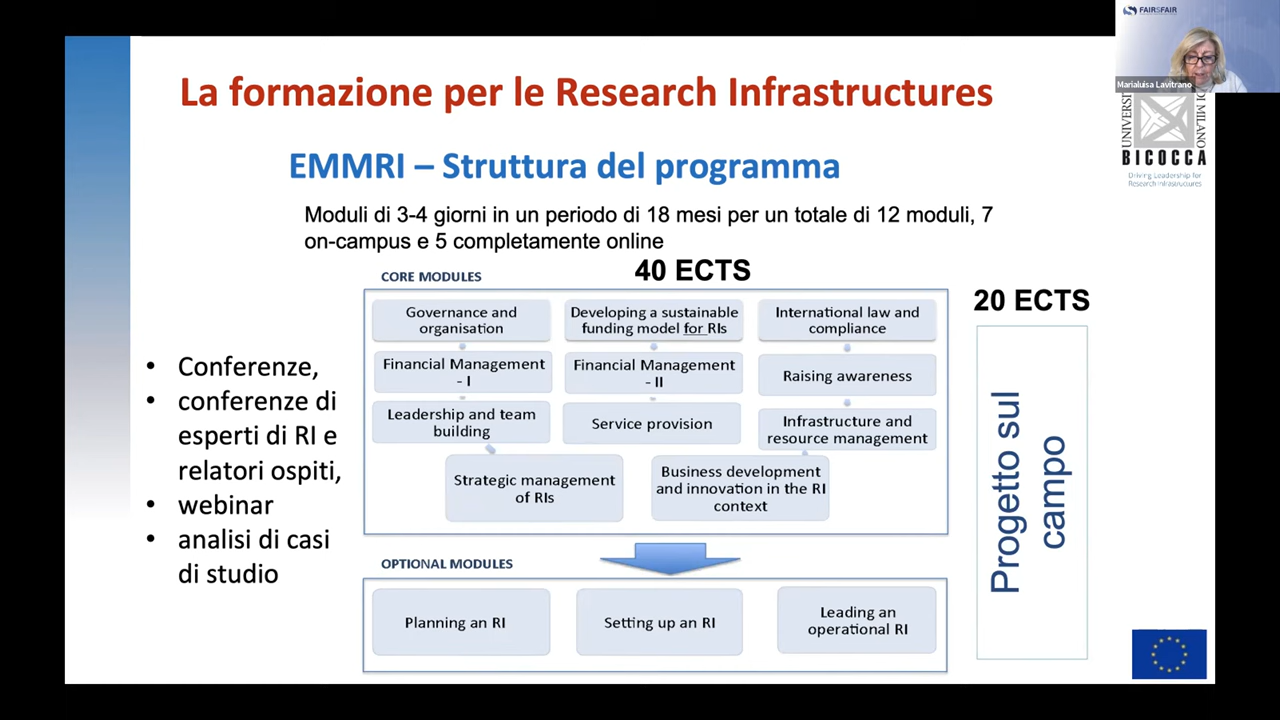 FAIRSFAIR
Marialuisa Lavitrano
La formazione per le Research Infrastructures
UNIVERSI
DI MILANO
BICOCCA
Driving Leadership for
Research Infrastructures
EMMRI – Struttura del programma
Moduli di 3-4 giorni in un periodo di 18 mesi per un totale di 12 moduli, 7
on-campus e 5 completamente online
CORE MODULES
40 ECTS
20 ECTS
Governance and
organisation
Developing a sustainable
funding model for RIs
International law and
compliance
Financial Management
- I
Financial Management
- II
Raising awareness
Leadership and team
building
Service provision
Infrastructure and
resource management
Strategic management
of RIs
Business development
and innovation in the RI
context
• Conferenze,
• conferenze di
esperti di RI e
relatori ospiti,
• webinar
• analisi di casi
di studio
OPTIONAL MODULES
Planning an RI
Setting up an RI
Leading an
operational RI
Progetto sul
campo